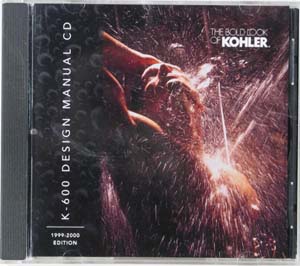 THE BOLD LOOK
OF KOHLER.
K-600 DESIGN MANUAL CD
1999-2000
EDITION